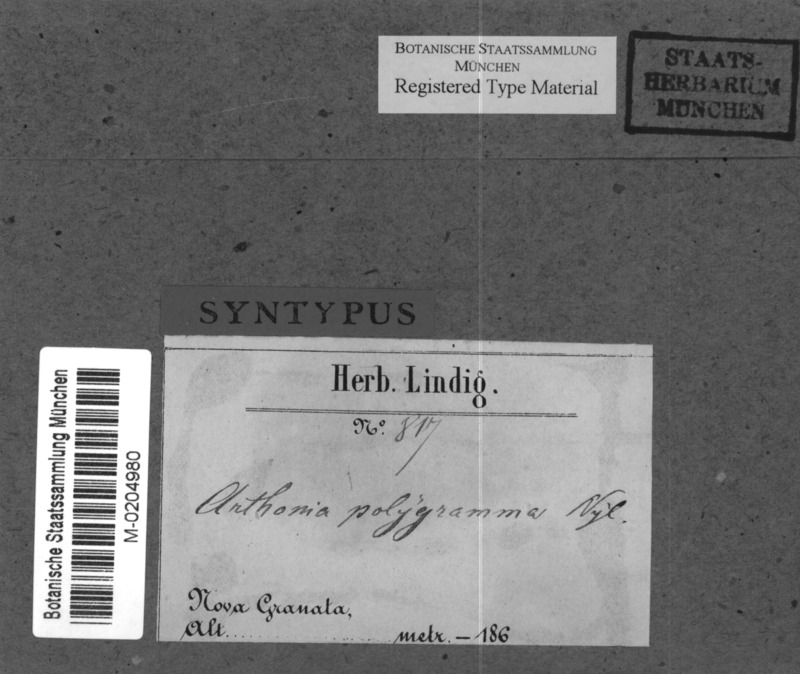 BOTANISCHE STAATSSAMMLUNG
MÜNCHEN
Registered Type Material
STAATS-
HERBARIUM
MÜNCHEN
SYNTYPUS
Herb. Lindig.
Nº. 817
Arthonia polygramma Nyl.
Nova Granata,
Alt. metr. – 186
Botanische Staatssammlung München
M-0204980